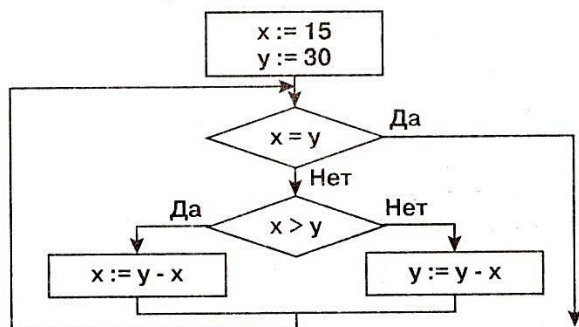 x := 15
y := 30
x = y
Да
Нет
x > y
Да
Нет
x := y - x
y := y - x